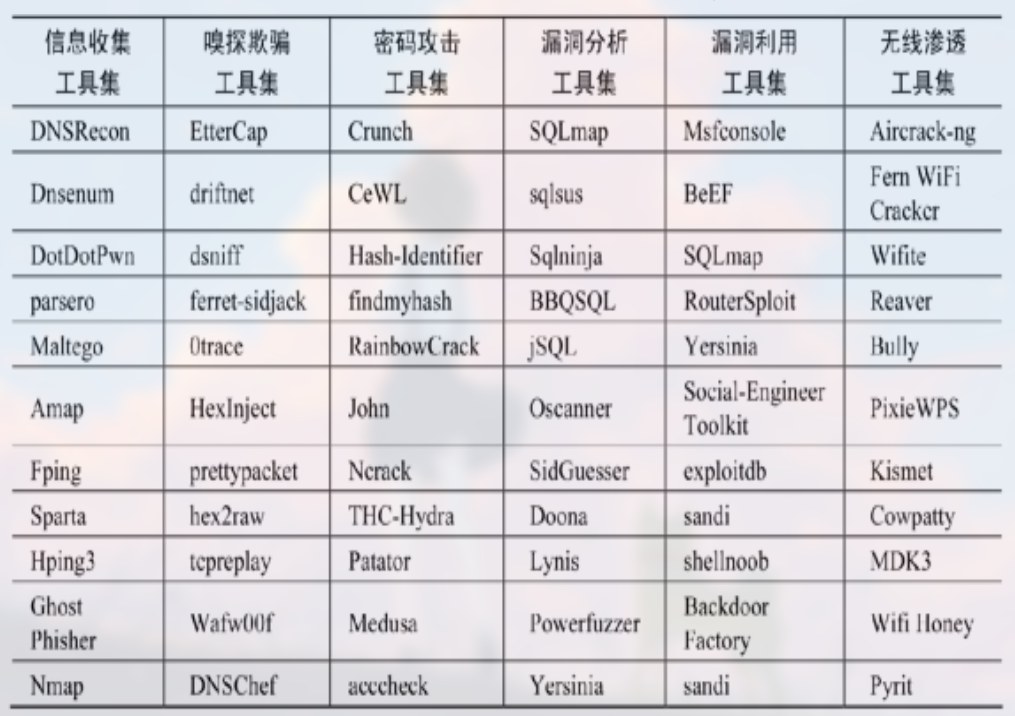 信息收集 嗅探欺骗 密码攻击 漏洞分析 漏洞利用 无线渗透
工具集 工具集 工具集 工具集 工具集 工具集
DNSRecon EtterCap Crunch SQLmap Msfconsole Aircrack-ng
Dnsenum driftnet CeWL sqlsus BeEF Fern WiFi
Cracker
DotDotPwn dsniff Hash-Identifier Sqlninja SQLmap Wifite
parsero ferret-sidjack findmyhash BBQSQL RouterSploit Reaver
Maltego 0trace RainbowCrack jSQL Yersinia Bully
Amap HexInject John Oscanner Social-Engineer PixieWPS
Toolkit
Fping prettypacket Ncrack SidGuesser exploitdb Kismet
Sparta hex2raw THC-Hydra Doona sandi Cowpatty
Hping3 tcpreplay Patator Lynis shellnoob MDK3
Ghost Wafw00f Medusa Powerfuzzer Backdoor Wifi Honey
Phisher Factory
Nmap DNSChef acccheck Yersinia sandi Pyrit